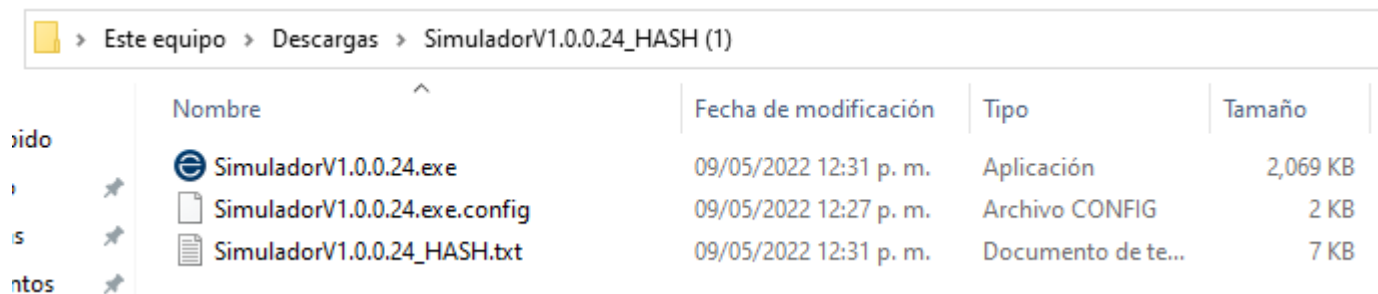 Este equipo > Descargas > SimuladorV1.0.0.24_HASH (1)
Nombre Fecha de modificación Tipo Tamaño
SimuladorV1.0.0.24.exe 09/05/2022 12:31 p. m. Aplicación 2,069 KB
SimuladorV1.0.0.24.exe.config 09/05/2022 12:27 p. m. Archivo CONFIG 2 KB
SimuladorV1.0.0.24_HASH.txt 09/05/2022 12:31 p. m. Documento de te... 7 KB